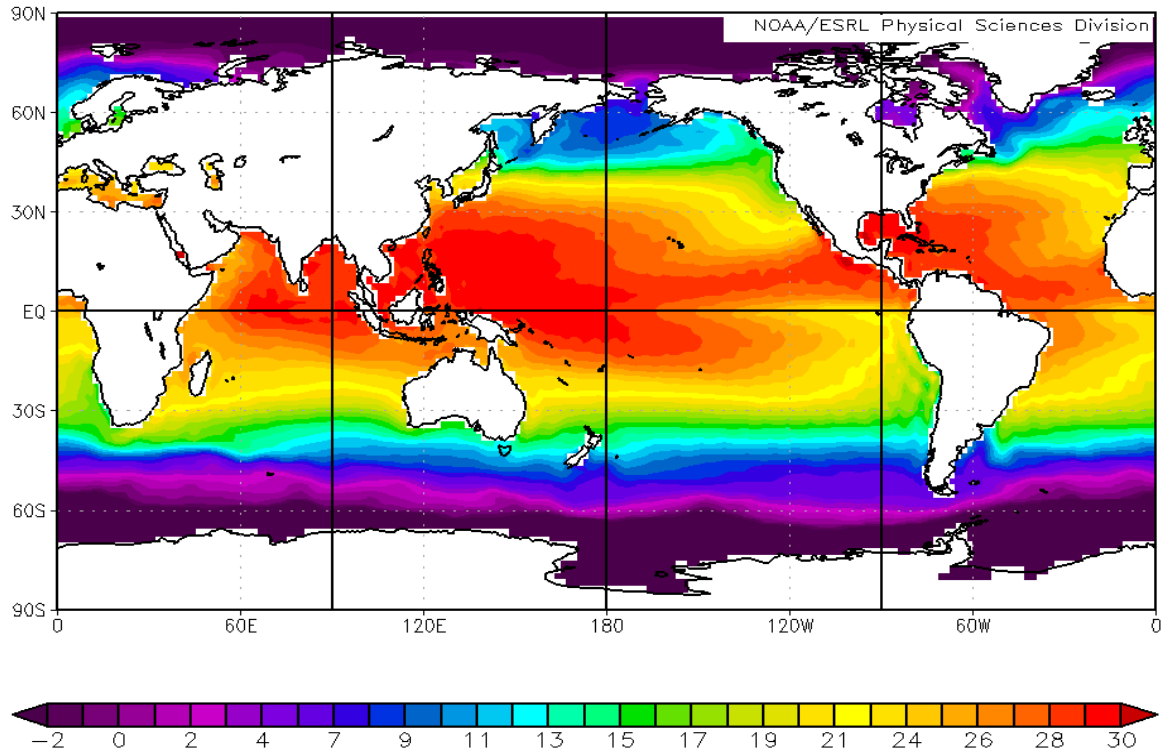 90N
NOAA/ESRL Physical Sciences Division
60N
30N
EQ
30S
60S
90S
0 60E 120E 180 120W 60W 0
−2 0 2 4 7 9 11 13 15 17 19 21 24 26 28 30